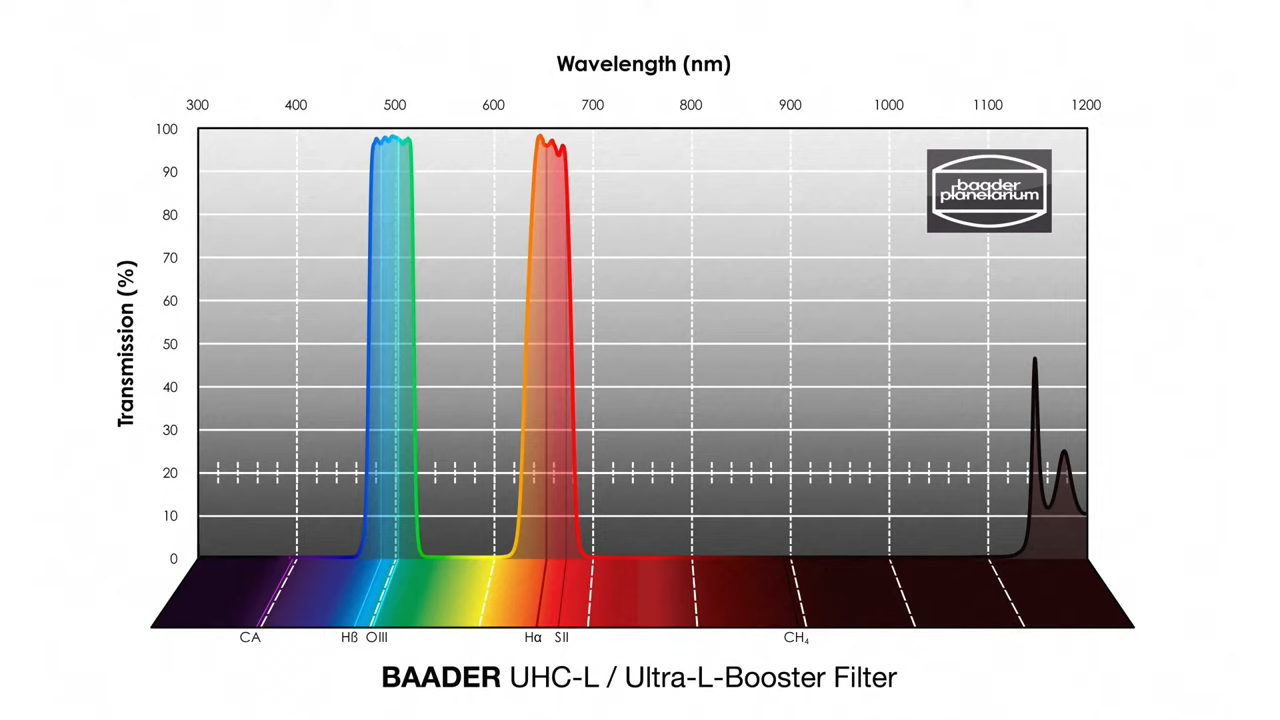 Wavelength (nm)
300 400 500 600 700 800 900 1000 1100 1200
Transmission (%)
100
90
80
70
60
50
40
30
20
10
0
baader
planetarium
CA Hß OIII Hα SII CH₄
BAADER UHC-L / Ultra-L-Booster Filter